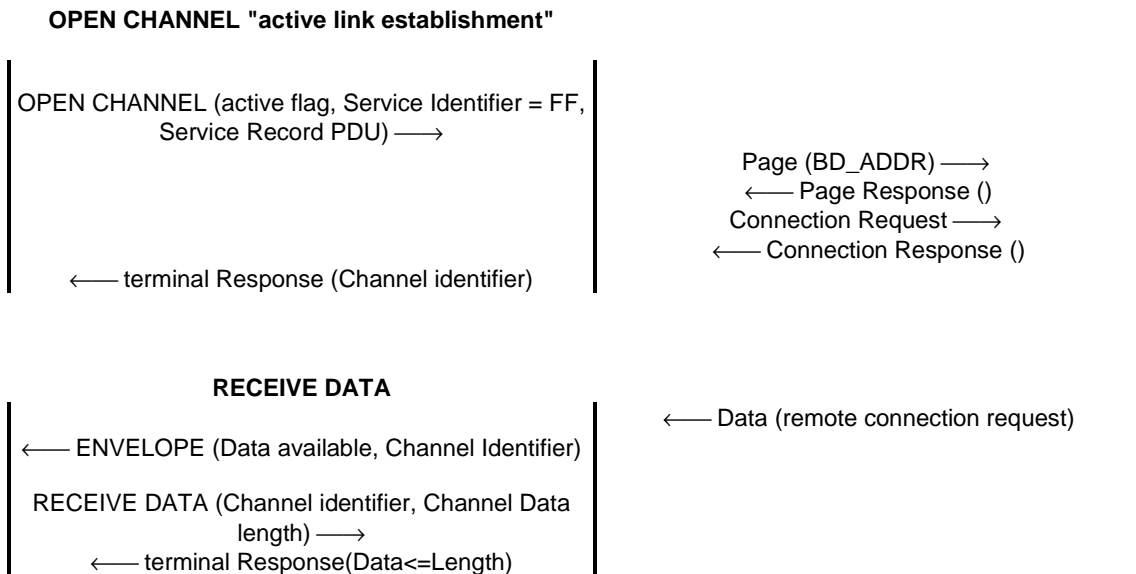 OPEN CHANNEL "active link establishment"
OPEN CHANNEL (active flag, Service Identifier = FF,
Service Record PDU) ⟶
Page (BD_ADDR) ⟶
⟵ Page Response ()
Connection Request ⟶
⟵ Connection Response ()
⟵ terminal Response (Channel identifier)
RECEIVE DATA
⟵ Data (remote connection request)
⟵ ENVELOPE (Data available, Channel Identifier)
RECEIVE DATA (Channel identifier, Channel Data
length) ⟶
⟵ terminal Response(Data<=Length)